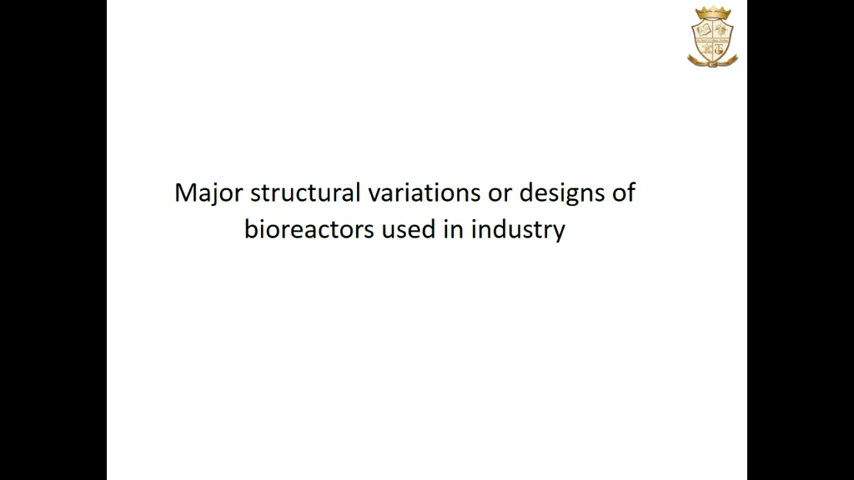 Major structural variations or designs of
bioreactors used in industry